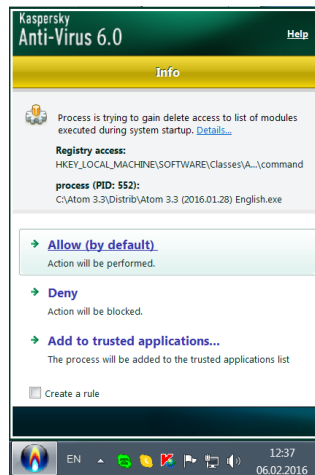 Kaspersky
Anti-Virus 6.0
Help
Info
Process is trying to gain delete access to list of modules
executed during system startup. Details...
Registry access:
HKEY_LOCAL_MACHINE\SOFTWARE\Classes\A...\command
process (PID: 552):
C:\Atom 3.3\Distrib\Atom 3.3 (2016.01.28) English.exe
Allow (by default)
Action will be performed.
Deny
Action will be blocked.
Add to trusted applications...
The process will be added to the trusted applications list
Create a rule
EN
12:37
06.02.2016